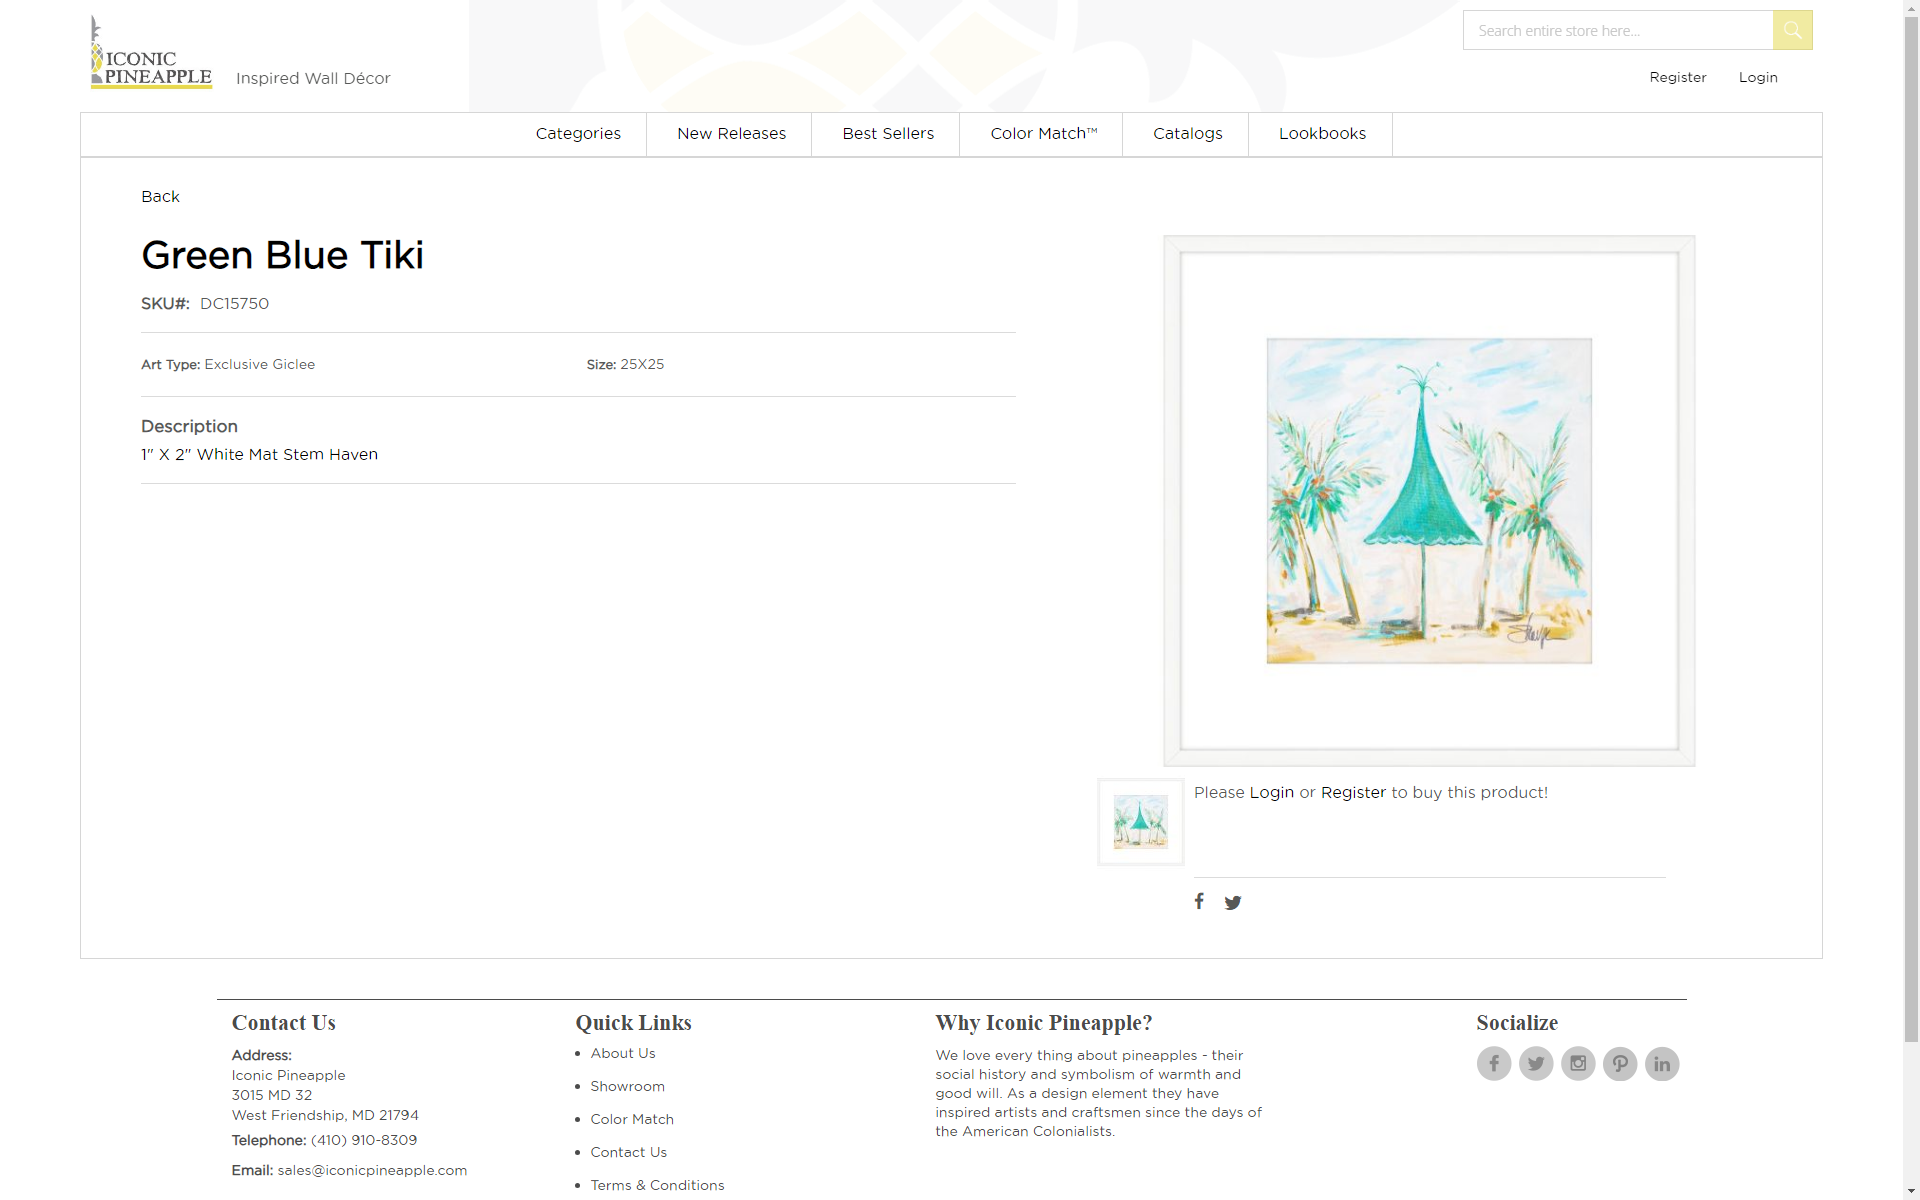 ICONIC
PINEAPPLE
Inspired Wall Décor
Search entire store here...
Register
Login
Categories
New Releases
Best Sellers
Color Match™
Catalogs
Lookbooks
Back
Green Blue Tiki
SKU#: DC15750
Art Type: Exclusive Giclee
Size: 25X25
Description
1" X 2" White Mat Stem Haven
Please Login or Register to buy this product!
Contact Us
Address:
Iconic Pineapple
3015 MD 32
West Friendship, MD 21794
Telephone: (410) 910-8309
Email: sales@iconicpineapple.com
Quick Links
About Us
Showroom
Color Match
Contact Us
Terms & Conditions
Why Iconic Pineapple?
We love every thing about pineapples - their
social history and symbolism of warmth and
good will. As a design element they have
inspired artists and craftsmen since the days of
the American Colonialists.
Socialize